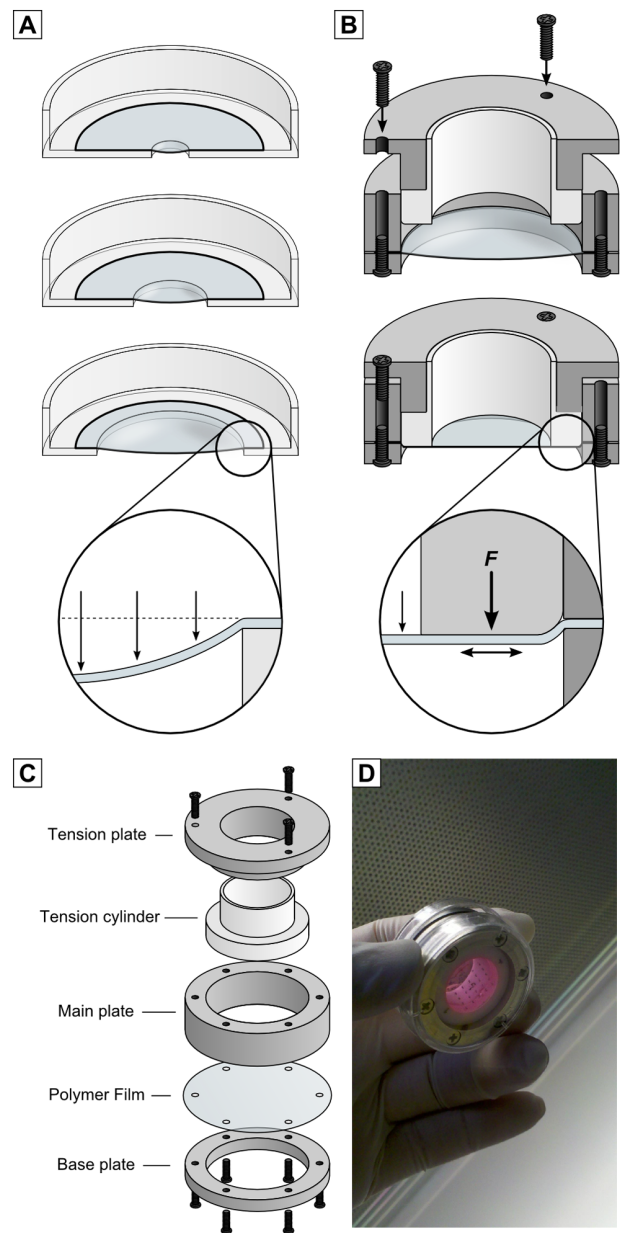 A
B
F
C
D
Tension plate
Tension cylinder
Main plate
Polymer Film
Base plate